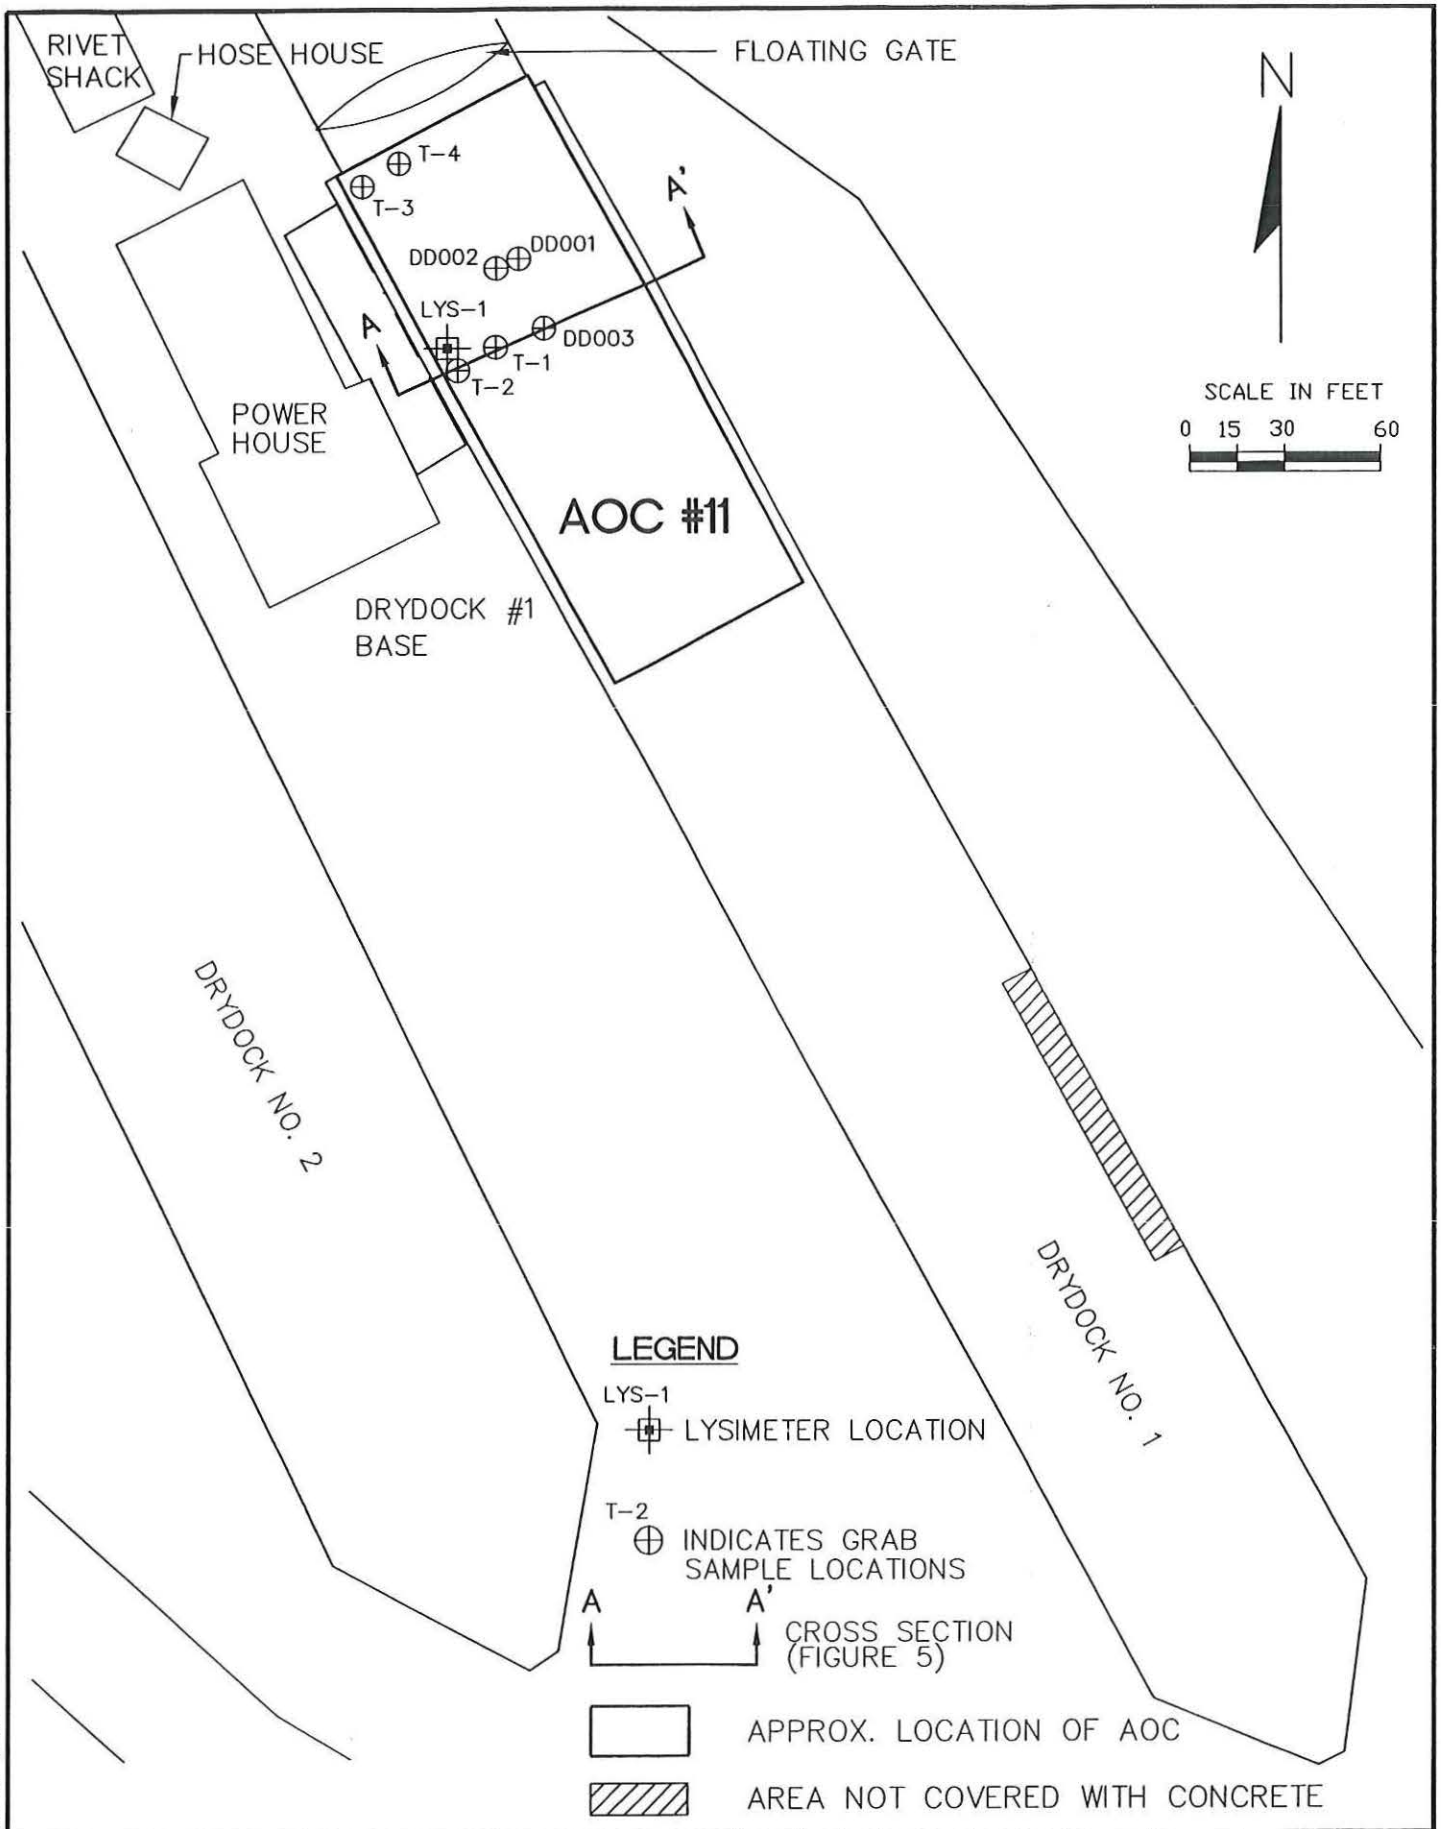 RIVET
SHACK
HOSE HOUSE
FLOATING GATE
N
T-4
T-3
A'
DD001
DD002
LYS-1
A
DD003
T-1
T-2
SCALE IN FEET
0 15 30 60
POWER
HOUSE
AOC #11
DRYDOCK #1
BASE
DRYDOCK NO. 2
DRYDOCK NO. 1
LEGEND
LYS-1
LYSIMETER LOCATION
T-2
INDICATES GRAB
SAMPLE LOCATIONS
A A'
CROSS SECTION
(FIGURE 5)
APPROX. LOCATION OF AOC
AREA NOT COVERED WITH CONCRETE